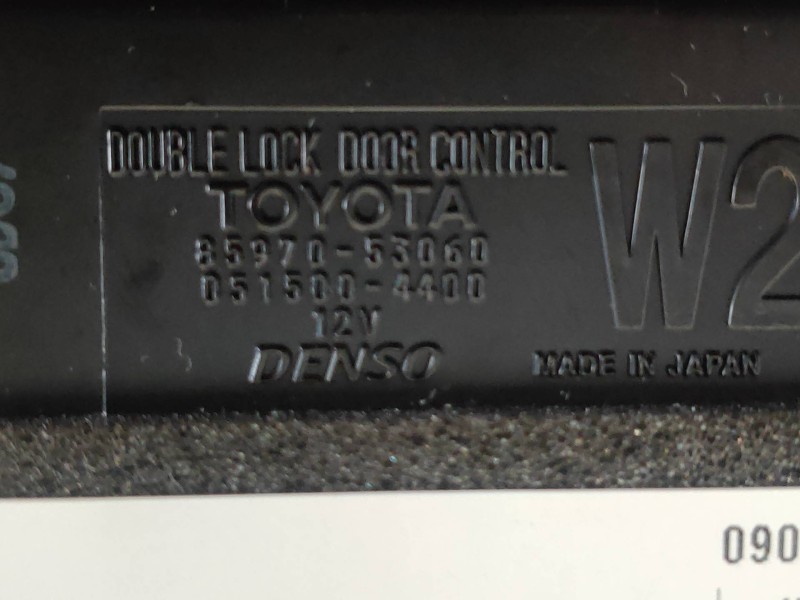 DOUBLE LOCK DOOR CONTROL
TOYOTA
85970-53060
051500-4400
12V
DENSO
MADE IN JAPAN
W2
090